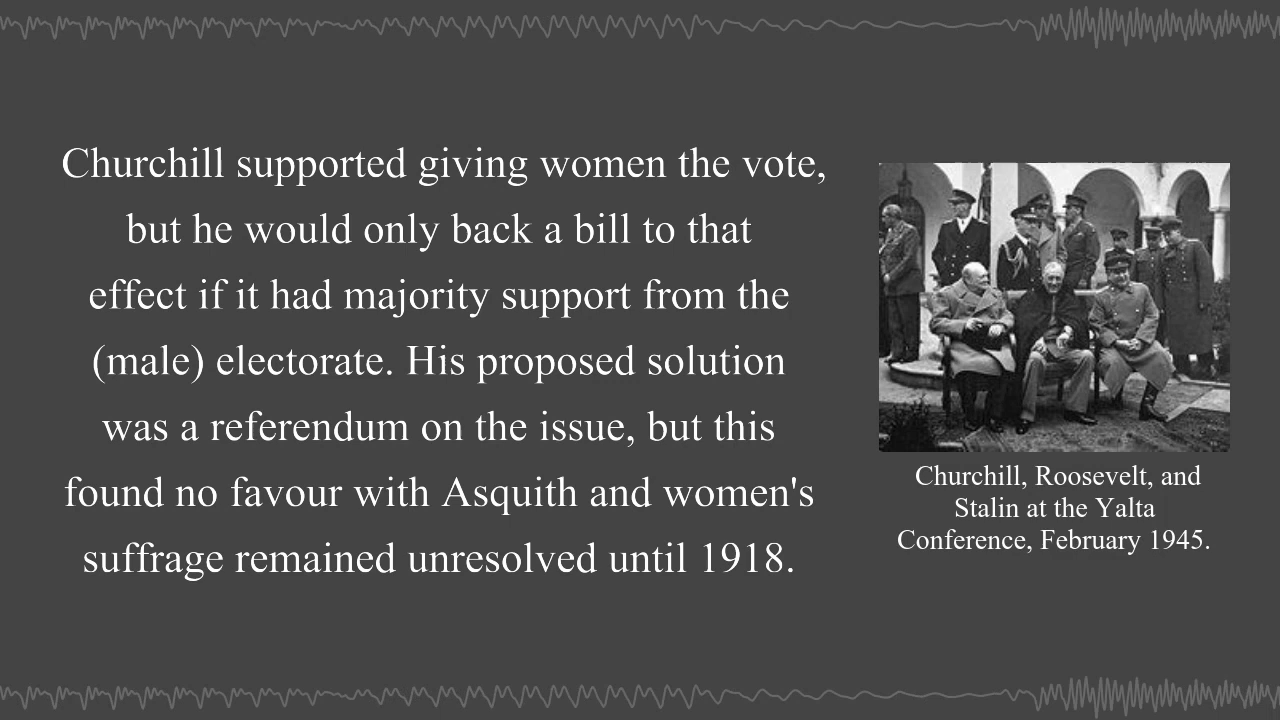 Churchill supported giving women the vote,
but he would only back a bill to that
effect if it had majority support from the
(male) electorate. His proposed solution
was a referendum on the issue, but this
found no favour with Asquith and women's
suffrage remained unresolved until 1918.
Churchill, Roosevelt, and
Stalin at the Yalta
Conference, February 1945.